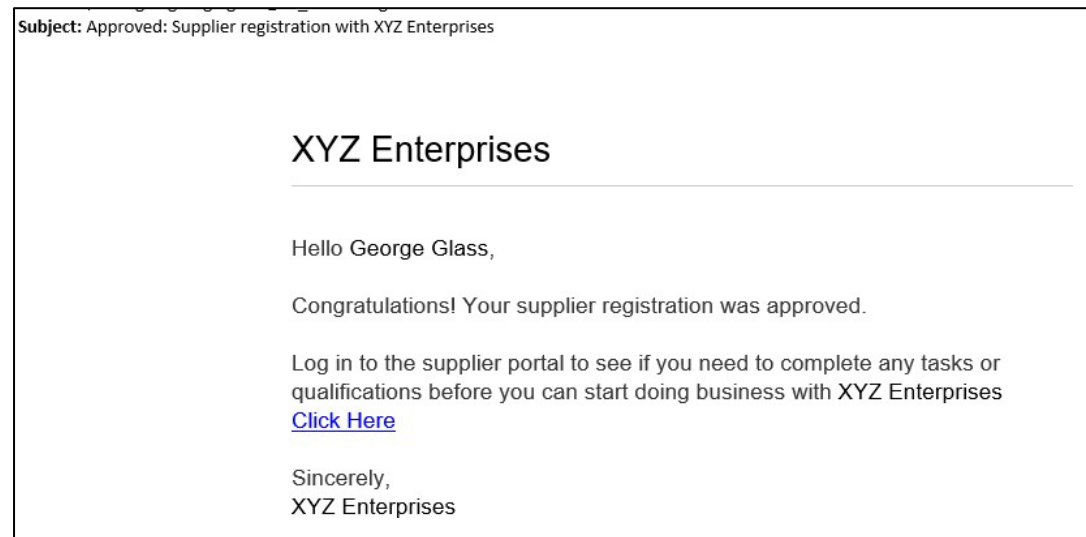 Subject: Approved: Supplier registration with XYZ Enterprises
XYZ Enterprises
Hello George Glass,
Congratulations! Your supplier registration was approved.
Log in to the supplier portal to see if you need to complete any tasks or
qualifications before you can start doing business with XYZ Enterprises
Click Here
Sincerely,
XYZ Enterprises